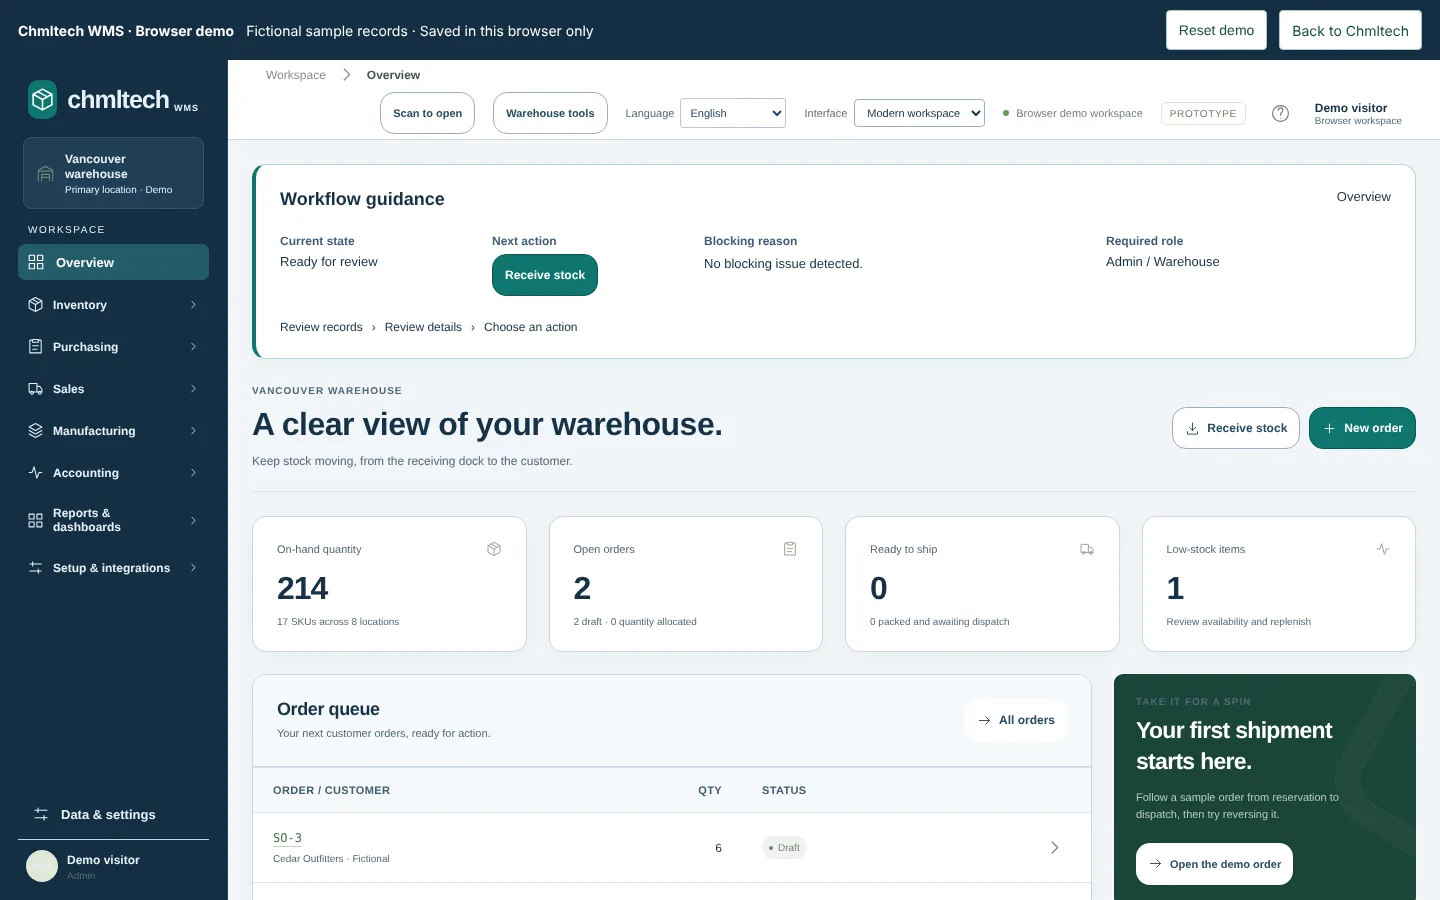 Chmltech WMS · Browser demo Fictional sample records · Saved in this browser only
Reset demo
Back to Chmltech
chmltech WMS
Vancouver
warehouse
Primary location · Demo
WORKSPACE
Overview
Inventory
Purchasing
Sales
Manufacturing
Accounting
Reports &
dashboards
Setup & integrations
Data & settings
Demo visitor
Admin
Workspace Overview
Scan to open
Warehouse tools
Language English
Interface Modern workspace
Browser demo workspace
PROTOTYPE
Demo visitor
Browser workspace
Workflow guidance
Overview
Current state
Ready for review
Next action
Receive stock
Blocking reason
No blocking issue detected.
Required role
Admin / Warehouse
Review records › Review details › Choose an action
VANCOUVER WAREHOUSE
A clear view of your warehouse.
Keep stock moving, from the receiving dock to the customer.
Receive stock
New order
On-hand quantity
214
17 SKUs across 8 locations
Open orders
2
2 draft · 0 quantity allocated
Ready to ship
0
0 packed and awaiting dispatch
Low-stock items
1
Review availability and replenish
Order queue
Your next customer orders, ready for action.
All orders
ORDER / CUSTOMER QTY STATUS
SO-3
Cedar Outfitters · Fictional
6
Draft
TAKE IT FOR A SPIN
Your first shipment
starts here.
Follow a sample order from reservation to
dispatch, then try reversing it.
Open the demo order